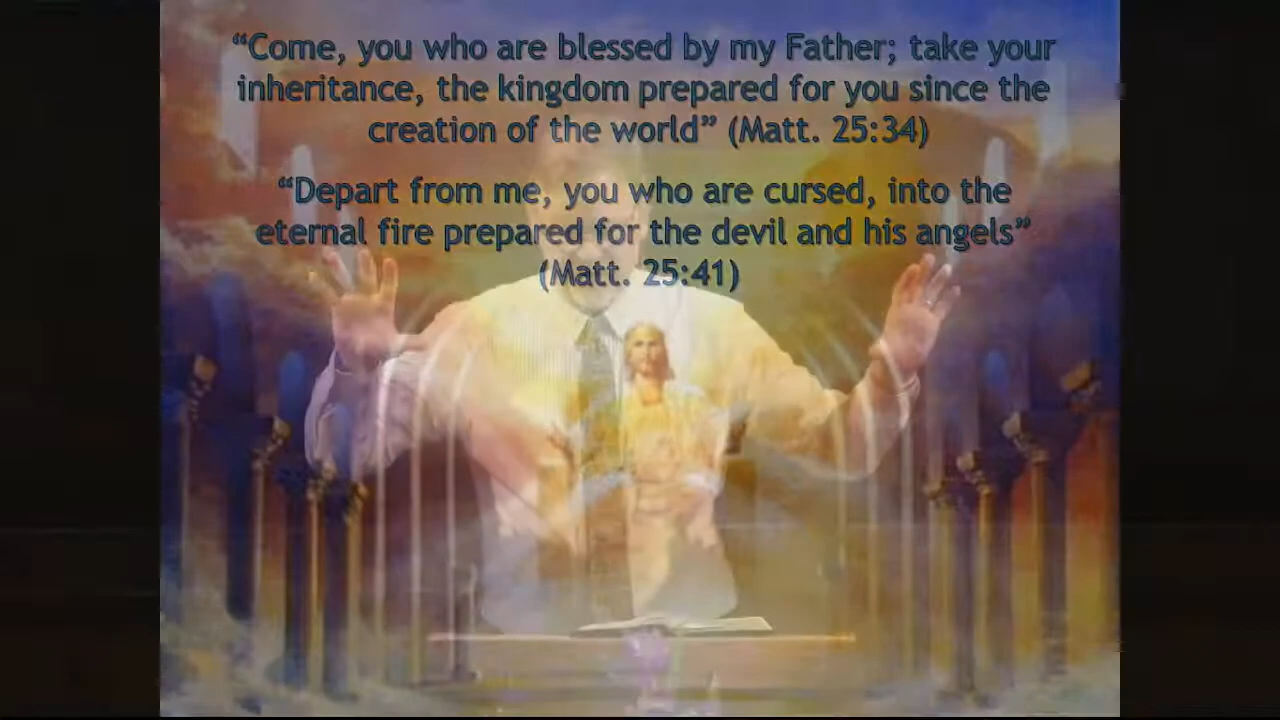 “Come, you who are blessed by my Father; take your
inheritance, the kingdom prepared for you since the
creation of the world” (Matt. 25:34)
“Depart from me, you who are cursed, into the
eternal fire prepared for the devil and his angels”
(Matt. 25:41)